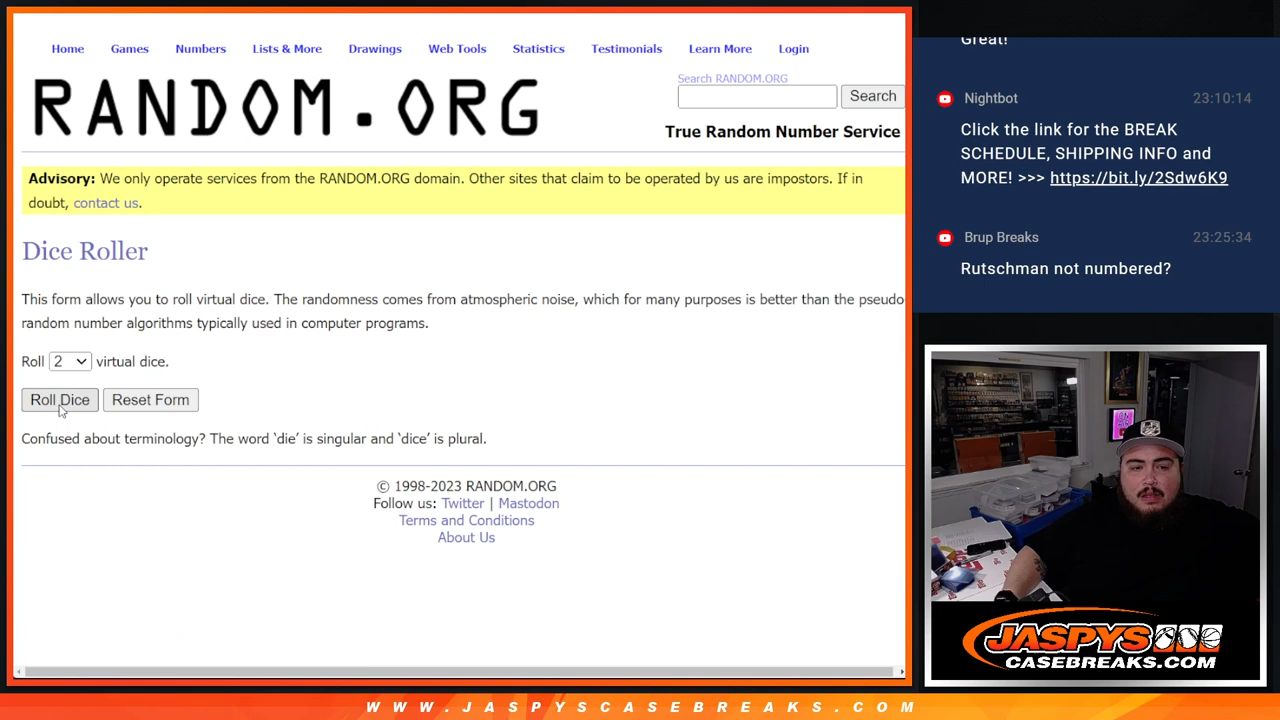 Home Games Numbers Lists & More Drawings Web Tools Statistics Testimonials Learn More Login
RANDOM.ORG
Search RANDOM.ORG
Search
True Random Number Service
Advisory: We only operate services from the RANDOM.ORG domain. Other sites that claim to be operated by us are impostors. If in
doubt, contact us.
Dice Roller
This form allows you to roll virtual dice. The randomness comes from atmospheric noise, which for many purposes is better than the pseudo
random number algorithms typically used in computer programs.
Roll 2 virtual dice.
Roll Dice Reset Form
Confused about terminology? The word ‘die’ is singular and ‘dice’ is plural.
© 1998-2023 RANDOM.ORG
Follow us: Twitter | Mastodon
Terms and Conditions
About Us
Great!
Nightbot 23:10:14
Click the link for the BREAK
SCHEDULE, SHIPPING INFO and
MORE! >>> https://bit.ly/2Sdw6K9
Brup Breaks 23:25:34
Rutschman not numbered?
JASPYS
CASEBREAKS.COM
WWW.JASPYSCASEBREAKS.COM